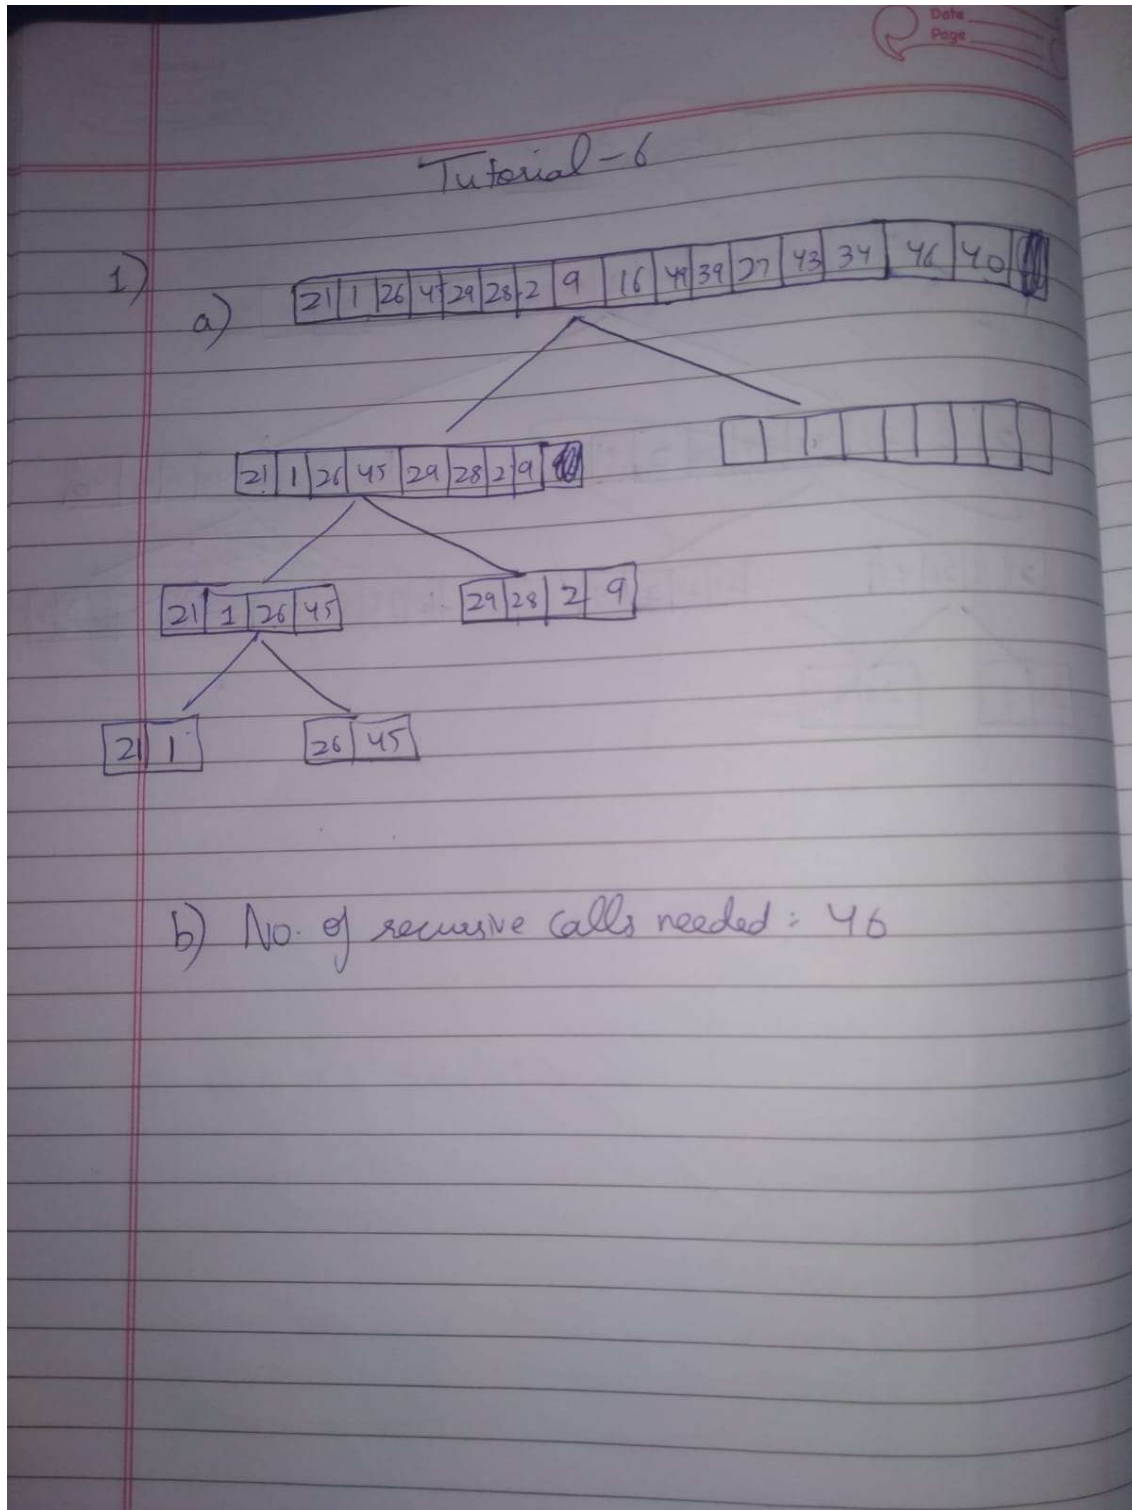 Date
Page
Tutorial-6
1)
a) 21 1 26 29 28 2 9 16 39 27 43 34 46 40
21 1 26 45 29 28 2 9
21 1 26 45 29 28 2 9
21 1 26 45
b) No. of recursive calls needed: 46